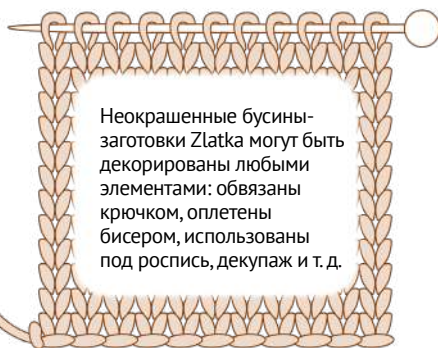 Неокрашенные бусины-
заготовки Zlatka могут быть
декорированы любыми
элементами: обвязаны
крючком, оплетены
бисером, использованы
под роспись, декупаж и т. д.